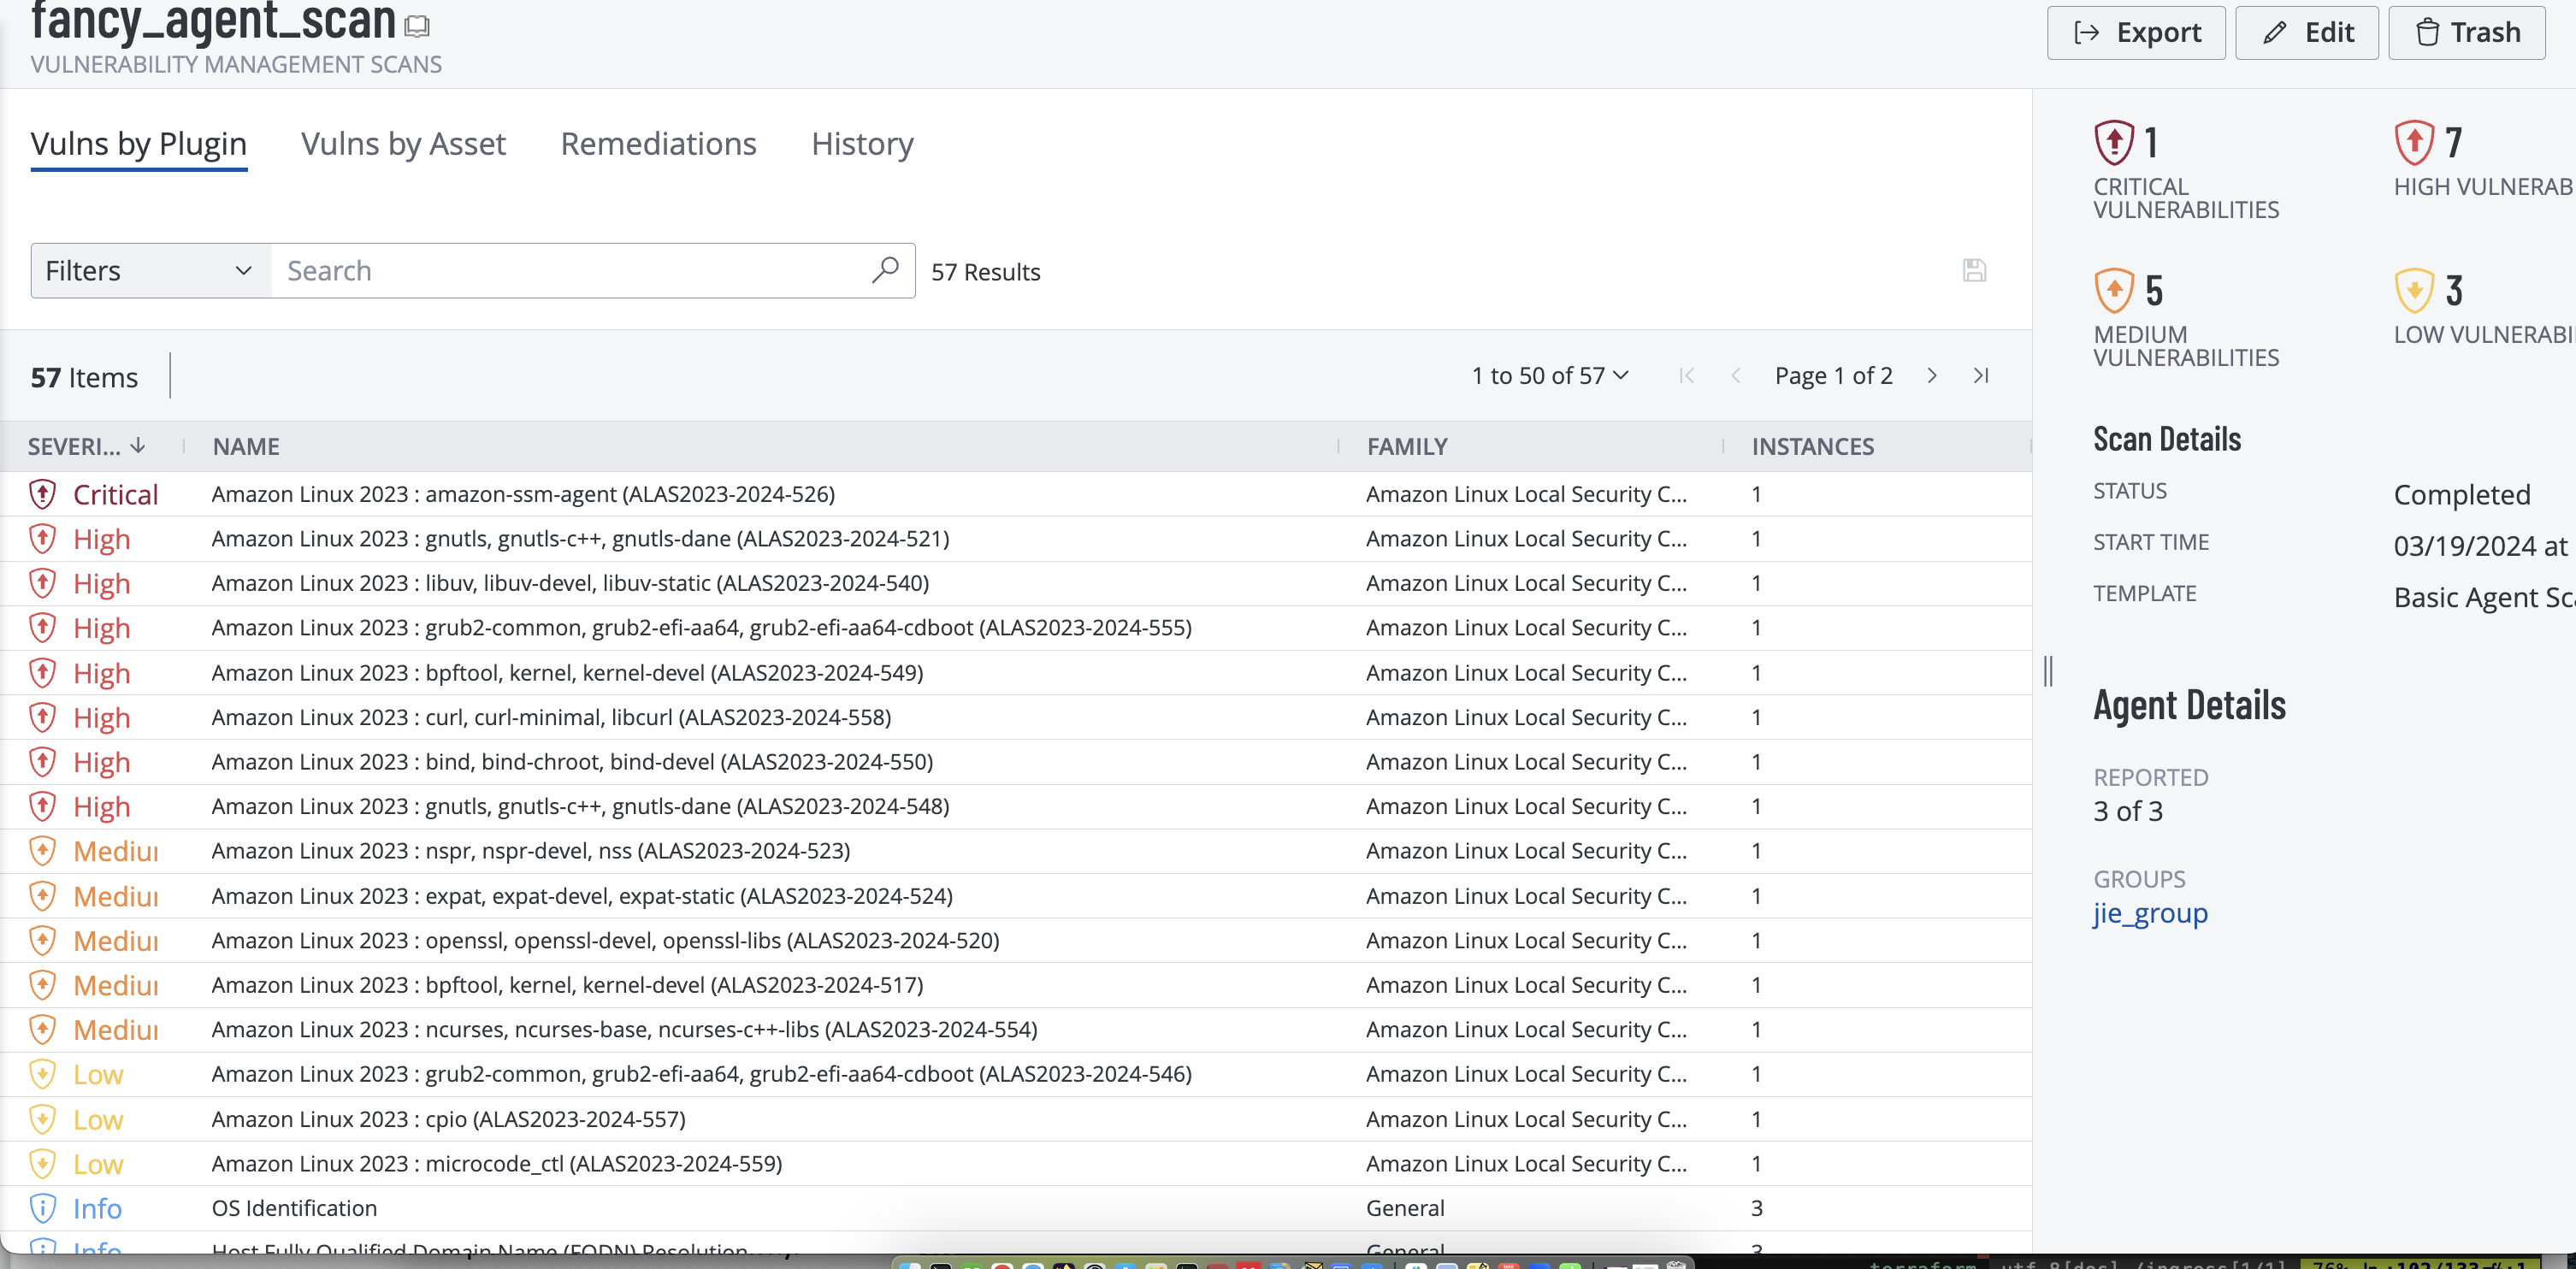 fancy_agent_scan
VULNERABILITY MANAGEMENT SCANS
Export
Edit
Trash
Vulns by Plugin
Vulns by Asset
Remediations
History
Filters
Search
57 Results
57 Items
1 to 50 of 57
Page 1 of 2
SEVERI... NAME FAMILY INSTANCES
Critical Amazon Linux 2023 : amazon-ssm-agent (ALAS2023-2024-526) Amazon Linux Local Security C... 1
High Amazon Linux 2023 : gnutls, gnutls-c++, gnutls-dane (ALAS2023-2024-521) Amazon Linux Local Security C... 1
High Amazon Linux 2023 : libuv, libuv-devel, libuv-static (ALAS2023-2024-540) Amazon Linux Local Security C... 1
High Amazon Linux 2023 : grub2-common, grub2-efi-aa64, grub2-efi-aa64-cdboot (ALAS2023-2024-555) Amazon Linux Local Security C... 1
High Amazon Linux 2023 : bpftool, kernel, kernel-devel (ALAS2023-2024-549) Amazon Linux Local Security C... 1
High Amazon Linux 2023 : curl, curl-minimal, libcurl (ALAS2023-2024-558) Amazon Linux Local Security C... 1
High Amazon Linux 2023 : bind, bind-chroot, bind-devel (ALAS2023-2024-550) Amazon Linux Local Security C... 1
High Amazon Linux 2023 : gnutls, gnutls-c++, gnutls-dane (ALAS2023-2024-548) Amazon Linux Local Security C... 1
Mediu Amazon Linux 2023 : nspr, nspr-devel, nss (ALAS2023-2024-523) Amazon Linux Local Security C... 1
Mediu Amazon Linux 2023 : expat, expat-devel, expat-static (ALAS2023-2024-524) Amazon Linux Local Security C... 1
Mediu Amazon Linux 2023 : openssl, openssl-devel, openssl-libs (ALAS2023-2024-520) Amazon Linux Local Security C... 1
Mediu Amazon Linux 2023 : bpftool, kernel, kernel-devel (ALAS2023-2024-517) Amazon Linux Local Security C... 1
Mediu Amazon Linux 2023 : ncurses, ncurses-base, ncurses-c++-libs (ALAS2023-2024-554) Amazon Linux Local Security C... 1
Low Amazon Linux 2023 : grub2-common, grub2-efi-aa64, grub2-efi-aa64-cdboot (ALAS2023-2024-546) Amazon Linux Local Security C... 1
Low Amazon Linux 2023 : cpio (ALAS2023-2024-557) Amazon Linux Local Security C... 1
Low Amazon Linux 2023 : microcode_ctl (ALAS2023-2024-559) Amazon Linux Local Security C... 1
Info OS Identification General 3
Info Host Fully Qualified Domain Name (FQDN) Resolution General 3
1
CRITICAL
VULNERABILITIES
7
HIGH VULNERAB
5
MEDIUM
VULNERABILITIES
3
LOW VULNERABI
Scan Details
STATUS Completed
START TIME 03/19/2024 at
TEMPLATE Basic Agent Sc
Agent Details
REPORTED
3 of 3
GROUPS
jie_group